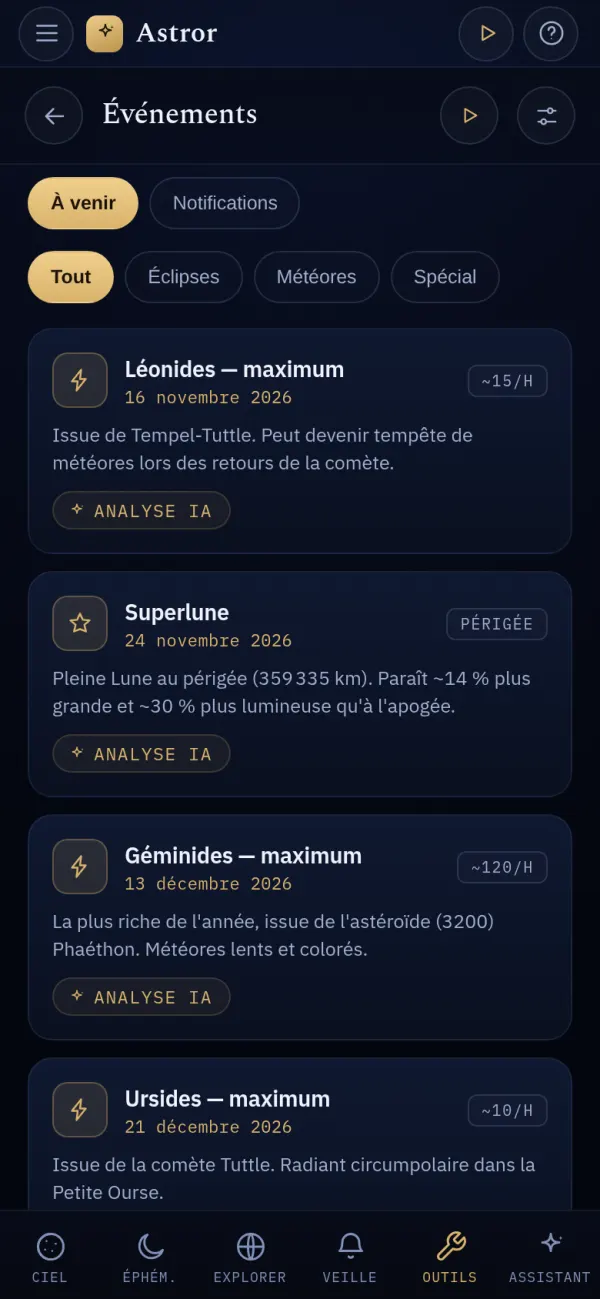 Astror
Événements
À venir
Notifications
Tout
Éclipses
Météores
Spécial
Léonides — maximum
16 novembre 2026
~15/H
Issue de Tempel-Tuttle. Peut devenir tempête de
météores lors des retours de la comète.
ANALYSE IA
Superlune
24 novembre 2026
PÉRIGÉE
Pleine Lune au périgée (359 335 km). Paraît ~14 % plus
grande et ~30 % plus lumineuse qu'à l'apogée.
ANALYSE IA
Géminides — maximum
13 décembre 2026
~120/H
La plus riche de l'année, issue de l'astéroïde (3200)
Phaéthon. Météores lents et colorés.
ANALYSE IA
Ursides — maximum
21 décembre 2026
~10/H
Issue de la comète Tuttle. Radiant circumpolaire dans la
Petite Ourse.
CIEL
ÉPHÉM.
EXPLORER
VEILLE
OUTILS
ASSISTANT